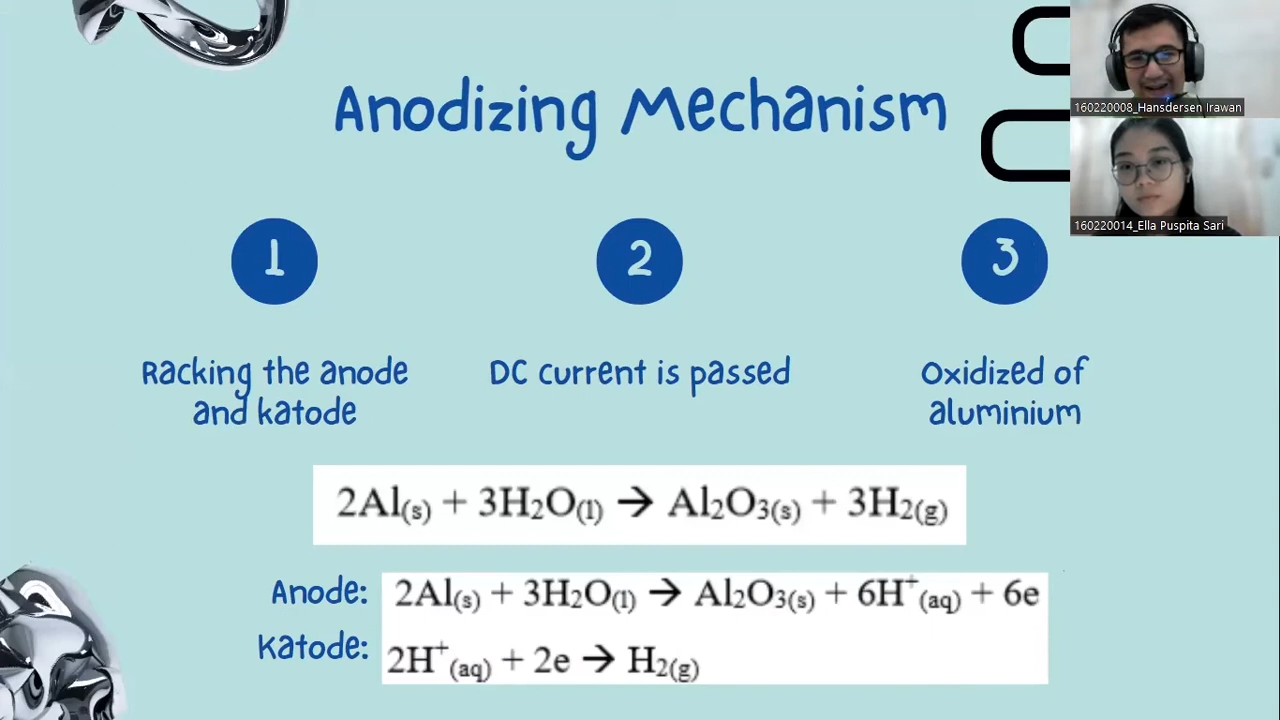 Anodizing Mechanism
160220008_Hansdersen Irawan
160220014_Ella Puspita Sari
1
Racking the anode
and katode
2
DC current is passed
3
Oxidized of
aluminium
2Al(s) + 3H₂O(l) → Al₂O₃(s) + 3H₂(g)
Anode: 2Al(s) + 3H₂O(l) → Al₂O₃(s) + 6H⁺(aq) + 6e
Katode: 2H⁺(aq) + 2e → H₂(g)